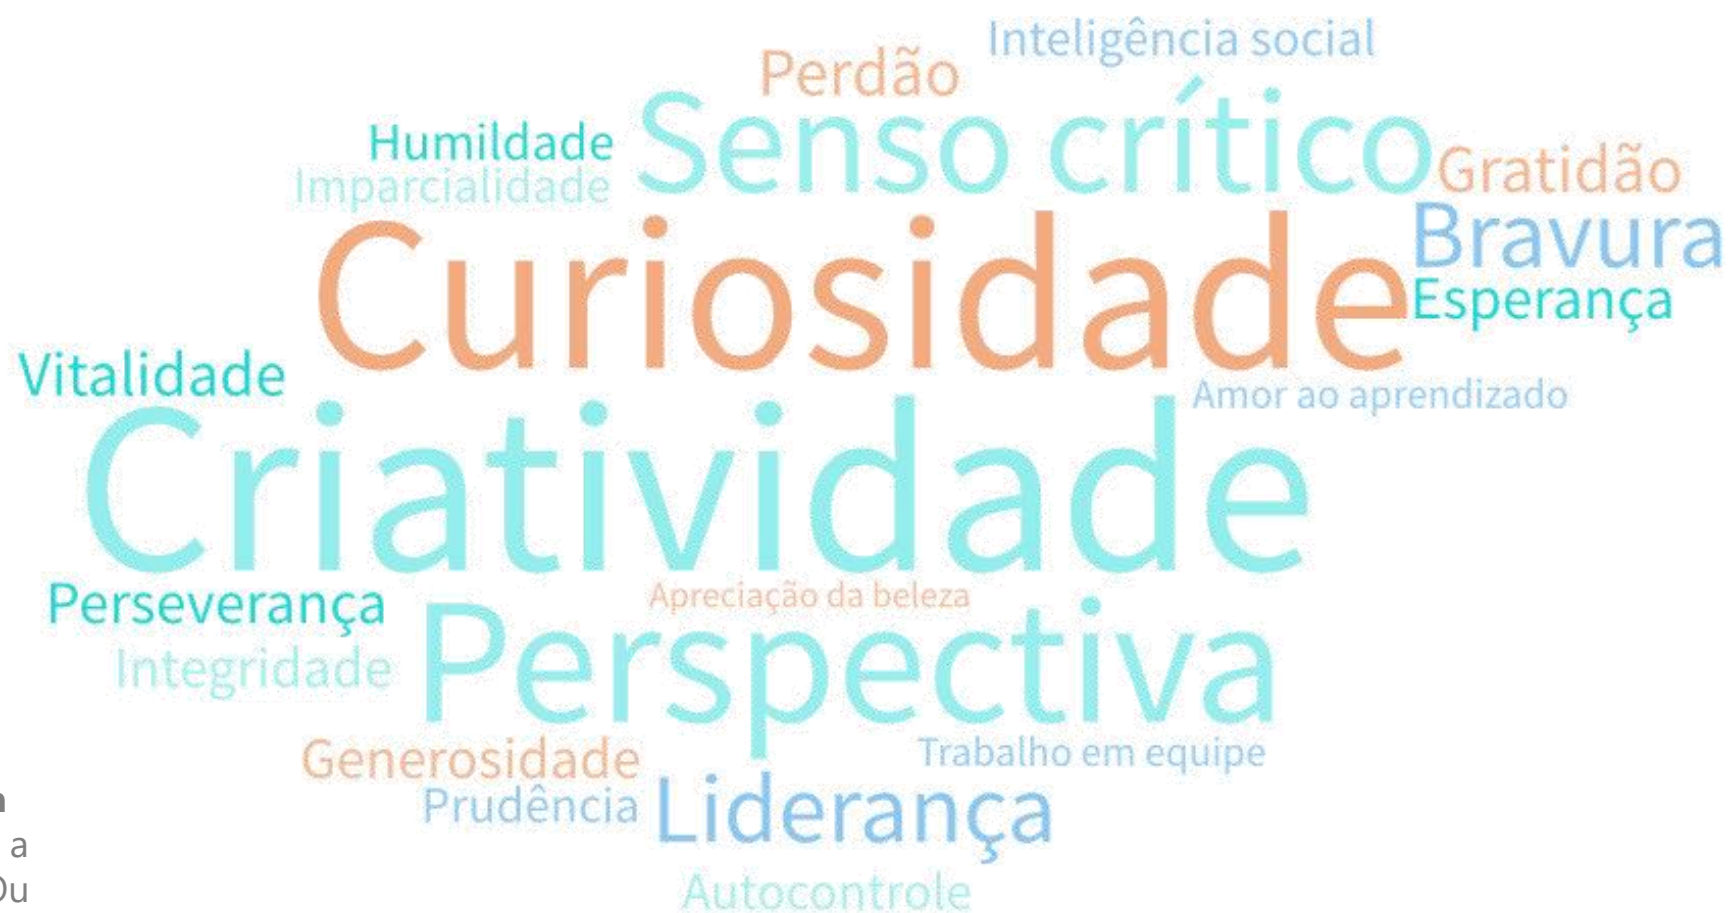 Inteligência social
Perdão
Senso crítico
Humildade
Gratidão
Imparcialidade
Bravura
Curiosidade
Esperança
Vitalidade
Amor ao aprendizado
Criatividade
Apreciação da beleza
Perseverança
Perspectiva
Integridade
Trabalho em equipe
Generosidade
Prudência
Liderança
a
Autocontrole